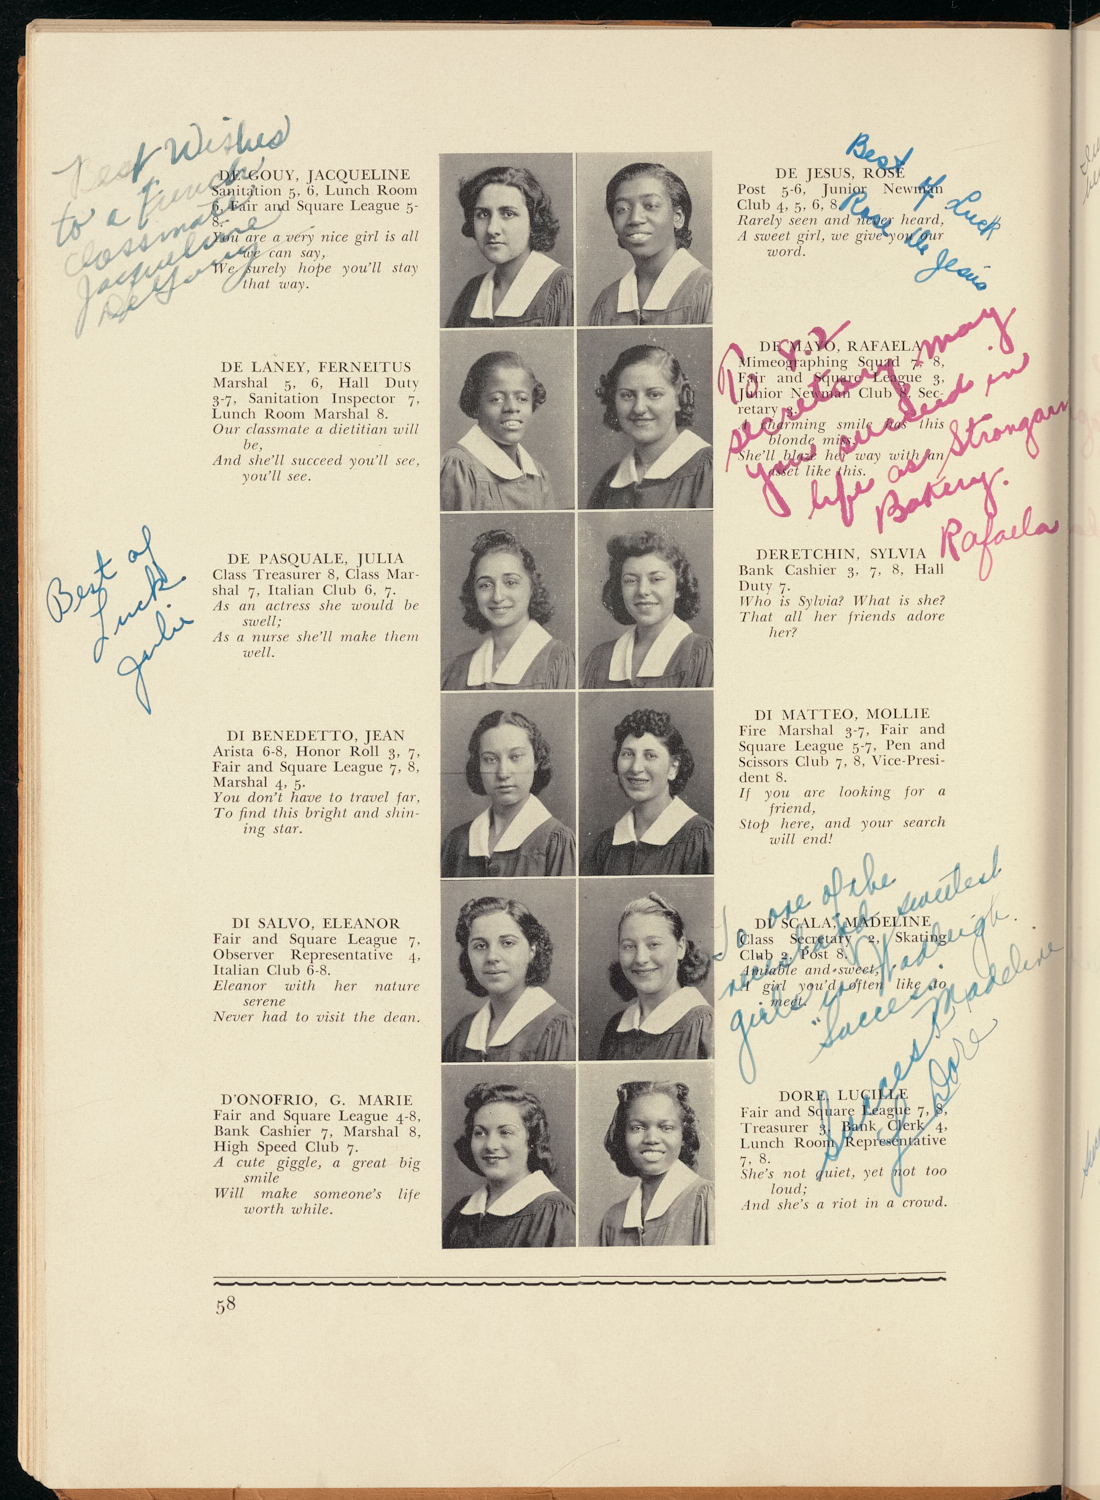 Best Wishes
to a friendly
classmate
Jacqueline
De Gouy
DE GOUY, JACQUELINE
Sanitation 5, 6, Lunch Room
6, Fair and Square League 5-
8.
You are a very nice girl is all
we can say,
We surely hope you'll stay
that way.
DE LANEY, FERNEITUS
Marshal 5, 6, Hall Duty
3-7, Sanitation Inspector 7,
Lunch Room Marshal 8.
Our classmate a dietitian will
be,
And she'll succeed you'll see,
you'll see.
Best of
Luck
Julie
DE PASQUALE, JULIA
Class Treasurer 8, Class Mar-
shal 7, Italian Club 6, 7.
As an actress she would be
swell;
As a nurse she'll make them
well.
DI BENEDETTO, JEAN
Arista 6-8, Honor Roll 3, 7,
Fair and Square League 7, 8,
Marshal 4, 5.
You don't have to travel far,
To find this bright and shin-
ing star.
DI SALVO, ELEANOR
Fair and Square League 7,
Observer Representative 4,
Italian Club 6-8.
Eleanor with her nature
serene
Never had to visit the dean.
D'ONOFRIO, G. MARIE
Fair and Square League 4-8,
Bank Cashier 7, Marshal 8,
High Speed Club 7.
A cute giggle, a great big
smile
Will make someone's life
worth while.
DE JESUS, ROSE
Post 5-6, Junior Newman
Club 4, 5, 6, 8.
Rarely seen and never heard,
A sweet girl, we give you our
word.
Best of Luck
Rose De Jesus
DE MAYO, RAFAELA
Mimeographing Squad 7- 8,
Fair and Square League 3,
Junior Newman Club 8, Sec-
retary 3.
A charming smile has this
blonde miss,
She'll blaze her way with an
asset like this.
To 8.2
secretary. May
you succeed in
life as
Bakery.
Rafaela
DERETCHIN, SYLVIA
Bank Cashier 3, 7, 8, Hall
Duty 7.
Who is Sylvia? What is she?
That all her friends adore
her?
DI MATTEO, MOLLIE
Fire Marshal 3-7, Fair and
Square League 5-7, Pen and
Scissors Club 7, 8, Vice-Presi-
dent 8.
If you are looking for a
friend,
Stop here, and your search
will end!
DI SCALA, MADELINE
Class Secretary 2, Skating
Club 2, Post 8.
Amiable and sweet,
A girl you'd often like to
meet.
To one of the
nicest and sweetest
girls in Wadleigh.
"Success"
Madeline
DORE, LUCILLE
Fair and Square League 7, 8,
Treasurer 3, Bank Clerk 4,
Lunch Room Representative
7, 8.
She's not quiet, yet not too
loud;
And she's a riot in a crowd.
Success
L. Dore
58